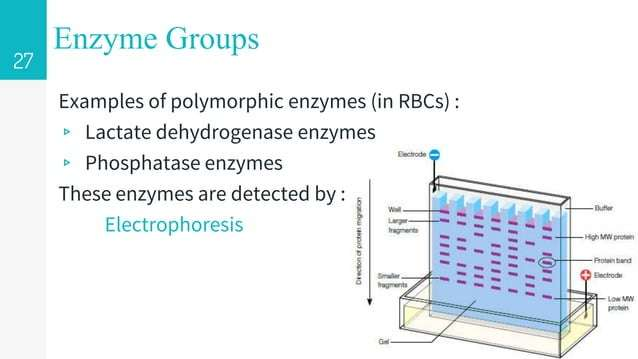 27
Enzyme Groups
Examples of polymorphic enzymes (in RBCs) :
▹ Lactate dehydrogenase enzymes
▹ Phosphatase enzymes
These enzymes are detected by :
Electrophoresis
Electrode
Well
Larger
fragments
Direction of protein migration
Smaller
fragments
Gel
Buffer
High MW protein
Protein band
Electrode
Low MW
protein